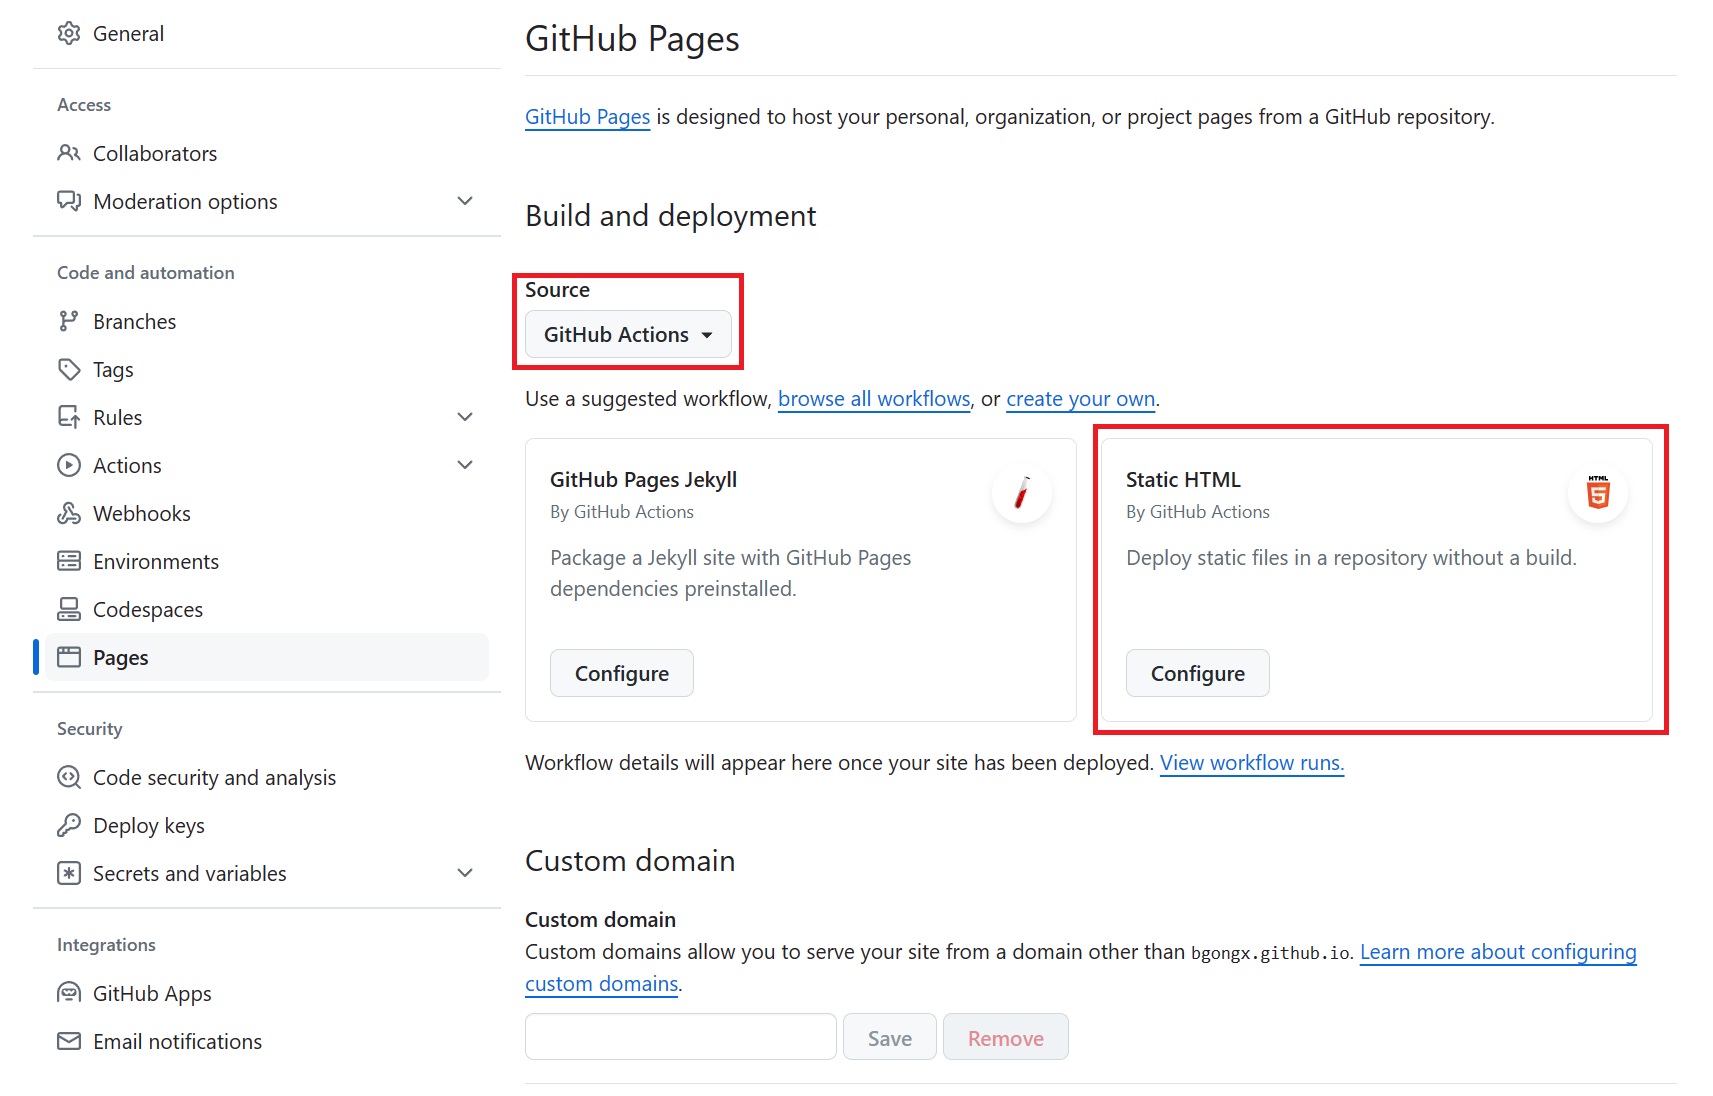 General
Access
Collaborators
Moderation options
Code and automation
Branches
Tags
Rules
Actions
Webhooks
Environments
Codespaces
Pages
Security
Code security and analysis
Deploy keys
Secrets and variables
Integrations
GitHub Apps
Email notifications
GitHub Pages
GitHub Pages is designed to host your personal, organization, or project pages from a GitHub repository.
Build and deployment
Source
GitHub Actions
Use a suggested workflow, browse all workflows, or create your own.
GitHub Pages Jekyll
By GitHub Actions
Package a Jekyll site with GitHub Pages
dependencies preinstalled.
Configure
Static HTML
By GitHub Actions
HTML
5
Deploy static files in a repository without a build.
Configure
Workflow details will appear here once your site has been deployed. View workflow runs.
Custom domain
Custom domain
Custom domains allow you to serve your site from a domain other than bgongx.github.io. Learn more about configuring
custom domains.
Save
Remove